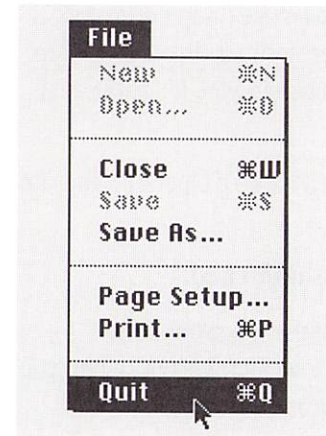 File
New ⌘N
Open... ⌘O
Close ⌘W
Save ⌘S
Save As...
Page Setup...
Print... ⌘P
Quit ⌘Q